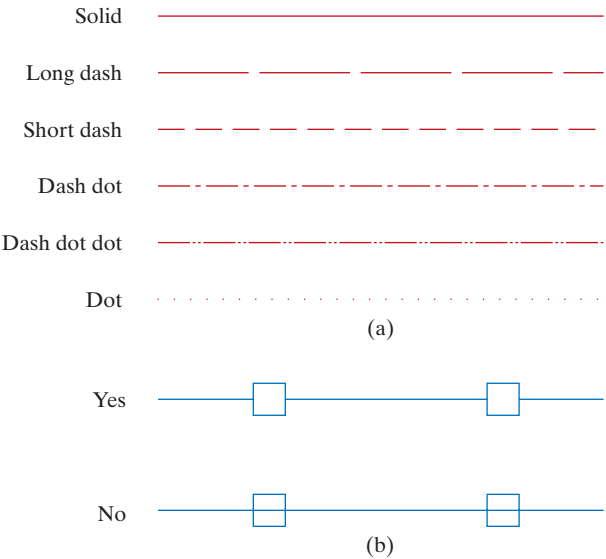 Solid
Long dash
Short dash
Dash dot
Dash dot dot
Dot
(a)
Yes
No
(b)